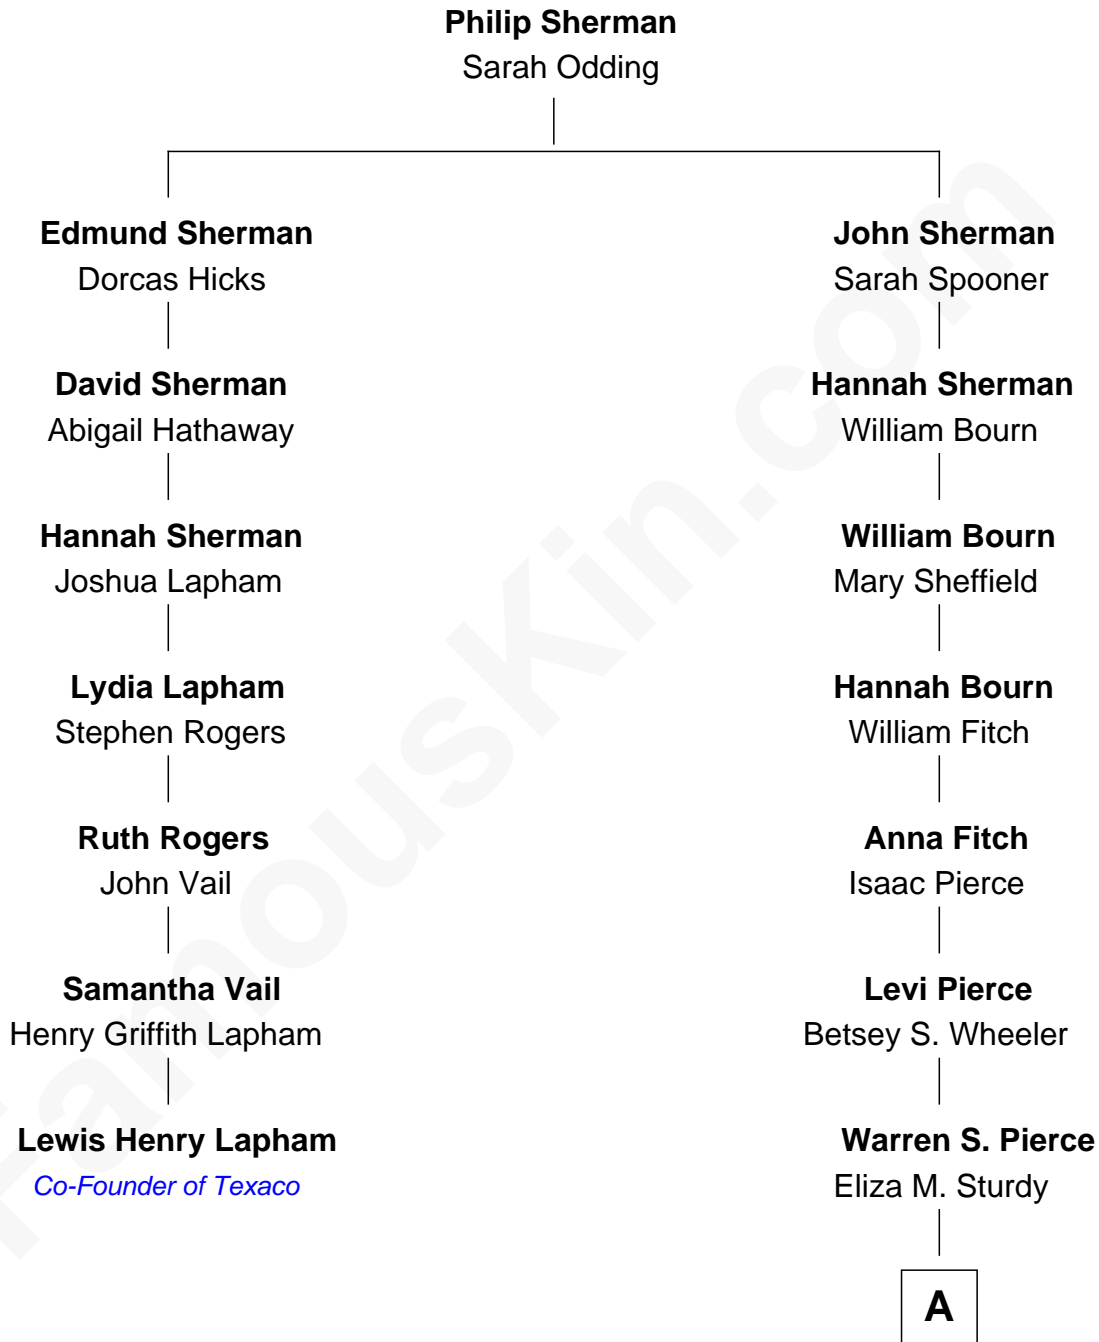 Philip Sherman
Sarah Odding
Edmund Sherman
Dorcas Hicks
David Sherman
Abigail Hathaway
Hannah Sherman
Joshua Lapham
Lydia Lapham
Stephen Rogers
Ruth Rogers
John Vail
Samantha Vail
Henry Griffith Lapham
Lewis Henry Lapham
Co-Founder of Texaco
John Sherman
Sarah Spooner
Hannah Sherman
William Bourn
William Bourn
Mary Sheffield
Hannah Bourn
William Fitch
Anna Fitch
Isaac Pierce
Levi Pierce
Betsey S. Wheeler
Warren S. Pierce
Eliza M. Sturdy
A
FamousKin.com